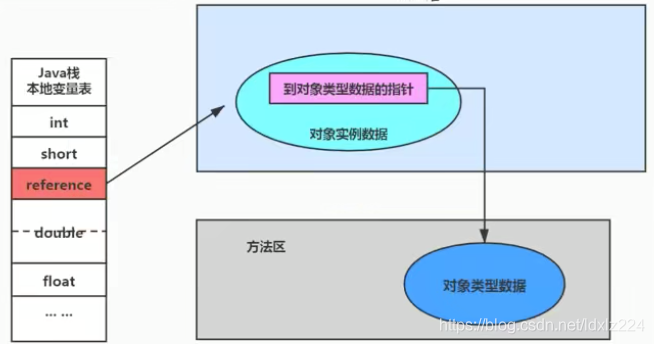 Java栈
本地变量表
int
short
reference
double
float
... ...
到对象类型数据的指针
对象实例数据
方法区
对象类型数据
https://blog.csdn.net/ldxlz224